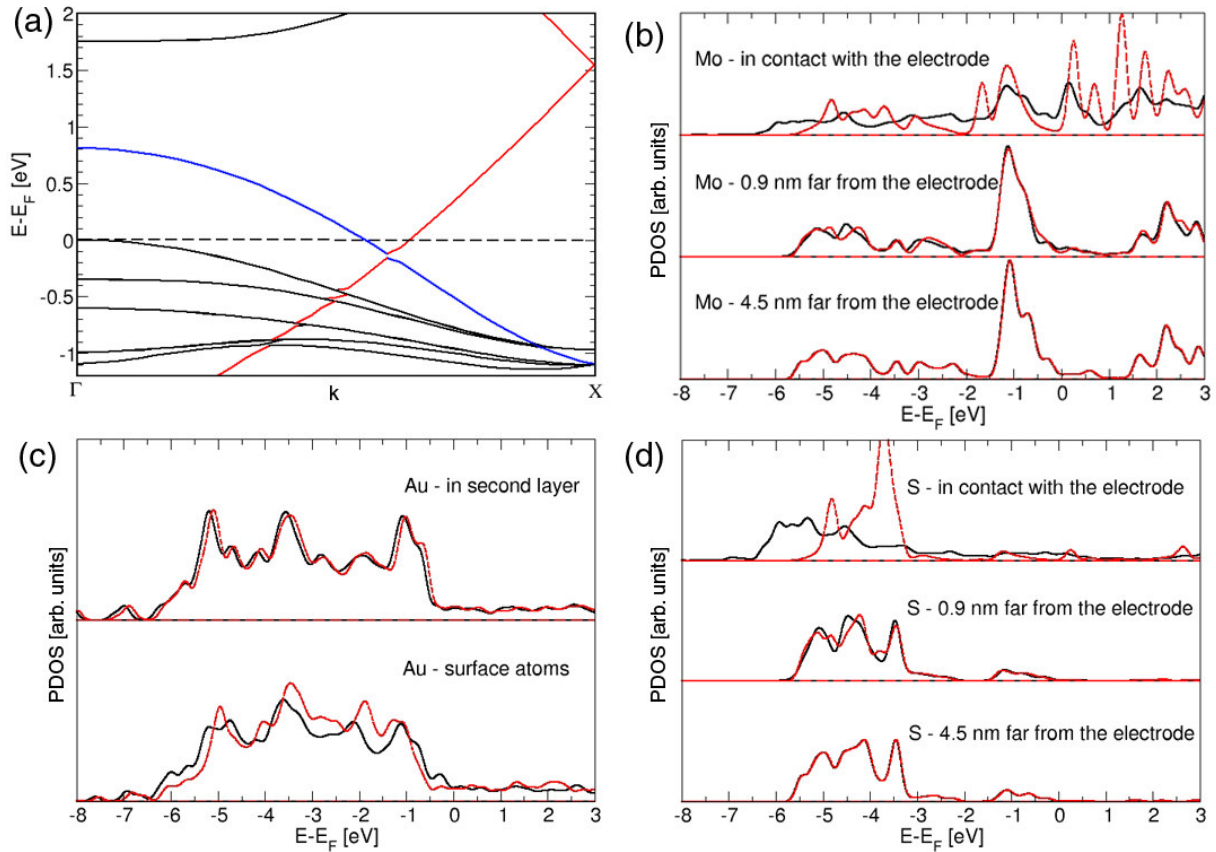 (a)
2
1.5
1
0.5
0
-0.5
-1
E-E_F [eV]
Γ
k
X
(b)
Mo - in contact with the electrode
Mo - 0.9 nm far from the electrode
Mo - 4.5 nm far from the electrode
PDOS [arb. units]
-8 -7 -6 -5 -4 -3 -2 -1 0 1 2 3
E-E_F [eV]
(c)
Au - in second layer
Au - surface atoms
PDOS [arb. units]
-8 -7 -6 -5 -4 -3 -2 -1 0 1 2 3
E-E_F [eV]
(d)
S - in contact with the electrode
S - 0.9 nm far from the electrode
S - 4.5 nm far from the electrode
PDOS [arb. units]
-8 -7 -6 -5 -4 -3 -2 -1 0 1 2 3
E-E_F [eV]